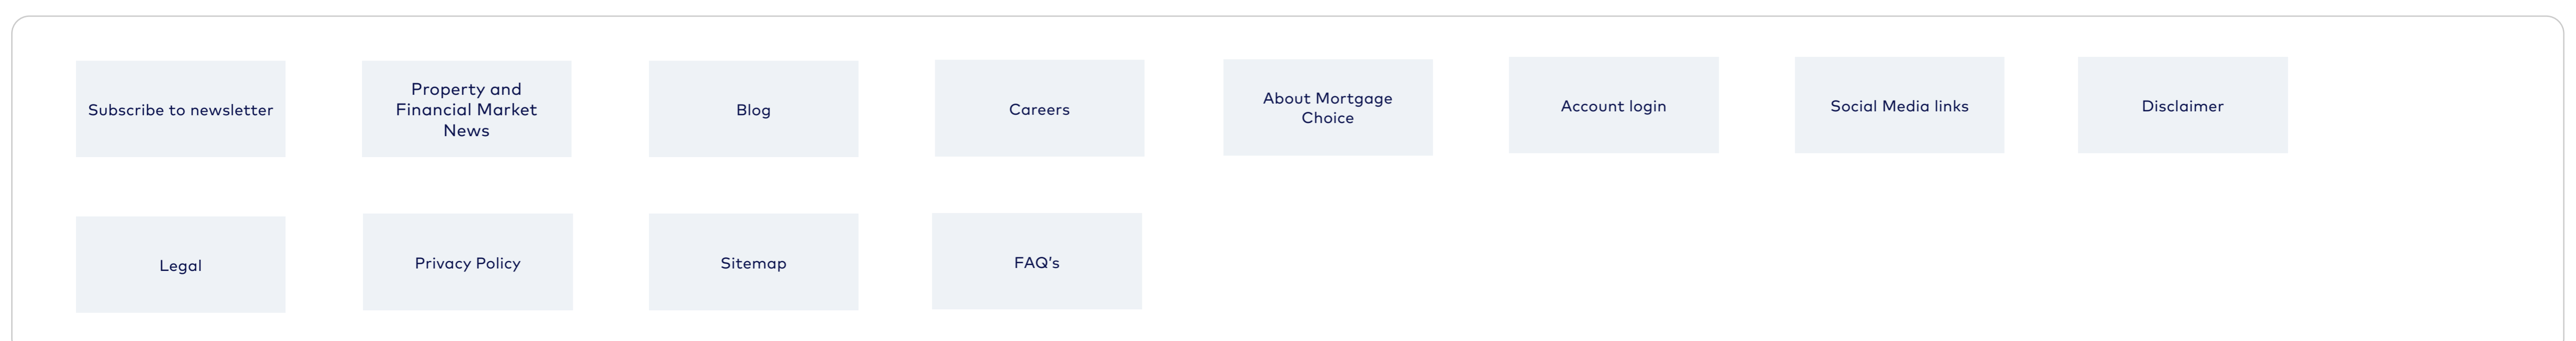 Subscribe to newsletter
Property and
Financial Market
News
Blog
Careers
About Mortgage
Choice
Account login
Social Media links
Disclaimer
Legal
Privacy Policy
Sitemap
FAQ’s